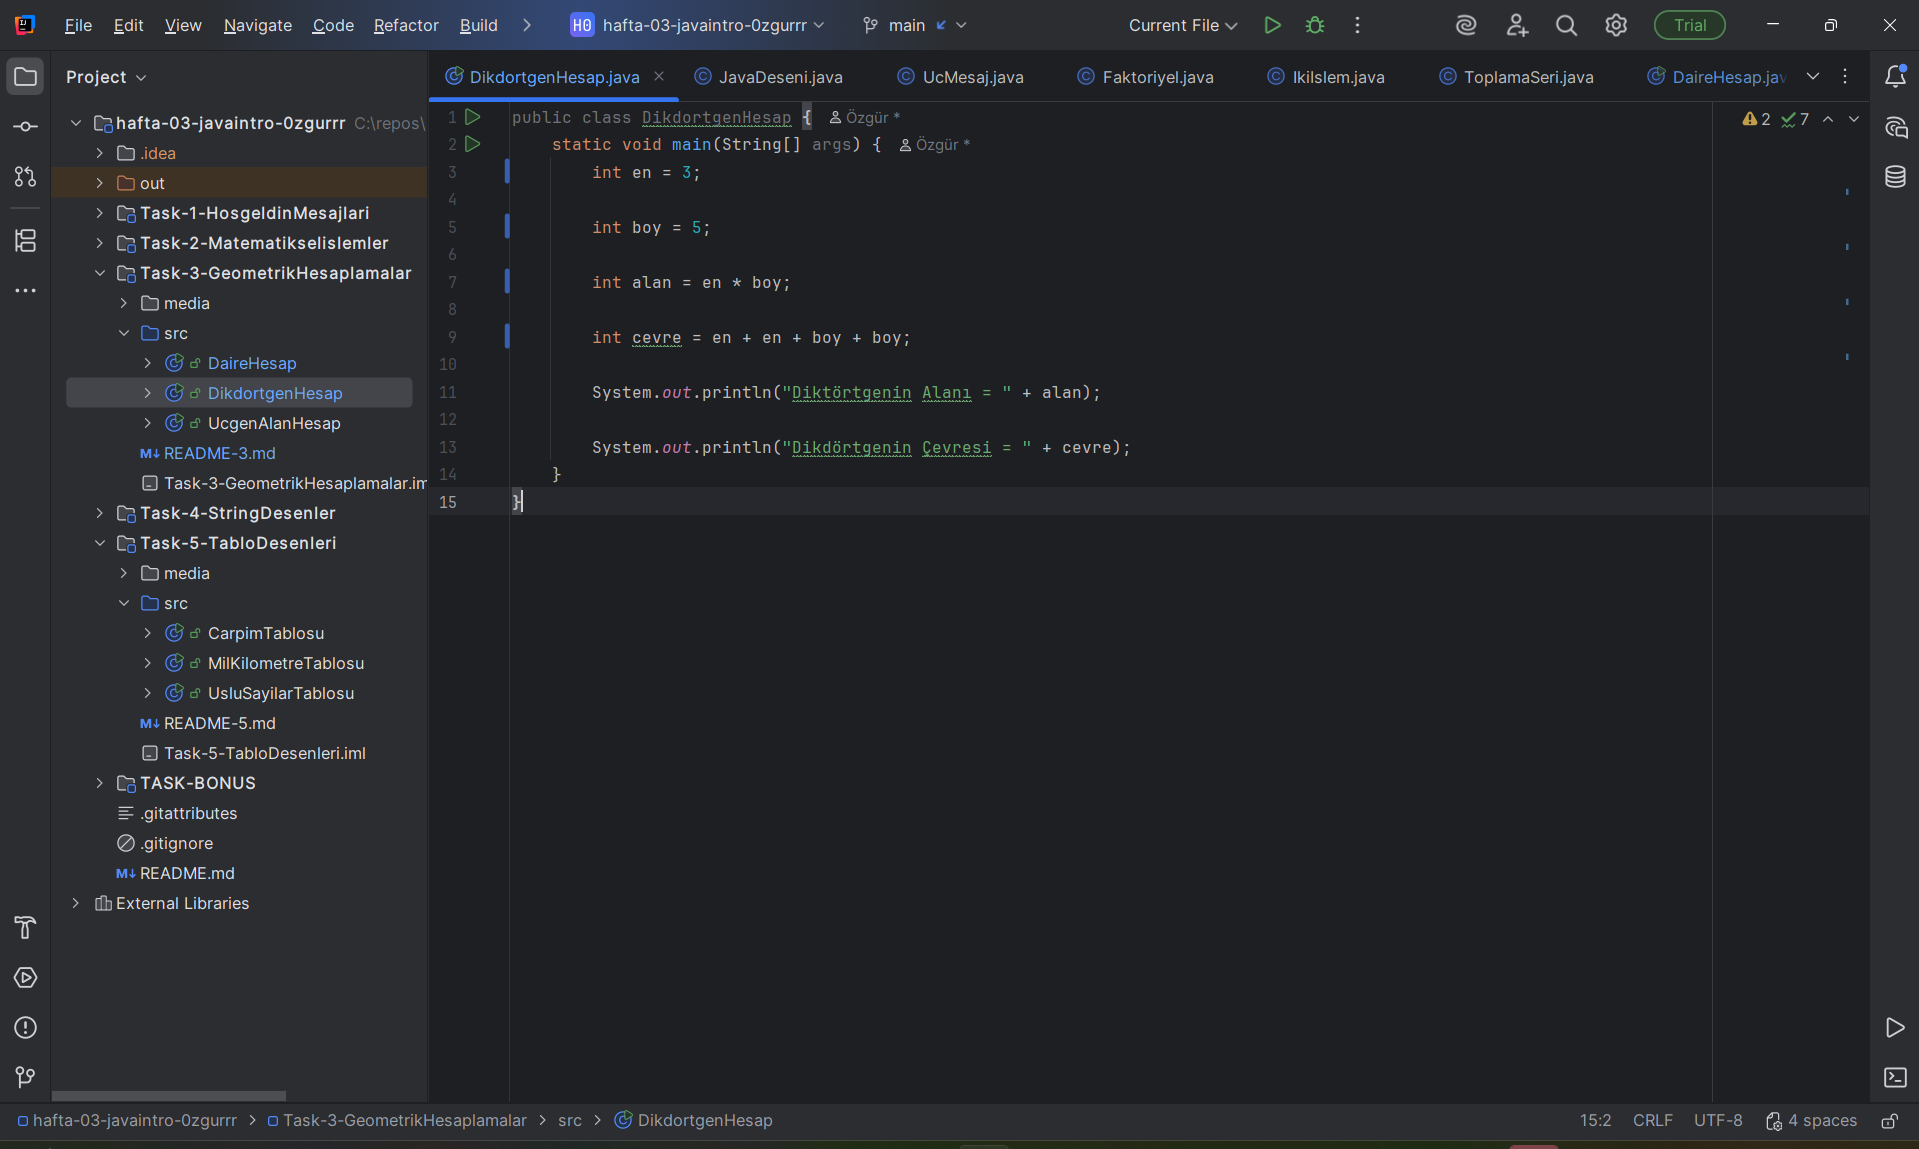 File Edit View Navigate Code Refactor Build H0 hafta-03-javaintro-0zgurrr main Current File Trial
Project
DikdortgenHesap.java JavaDeseni.java UcMesaj.java Faktoriyel.java IkiIslem.java ToplamaSeri.java DaireHesap.jav
hafta-03-javaintro-0zgurrr C:\repos\
.idea
out
Task-1-HosgeldinMesajlari
Task-2-MatematikselIslemler
Task-3-GeometrikHesaplamalar
media
src
DaireHesap
DikdortgenHesap
UcgenAlanHesap
README-3.md
Task-3-GeometrikHesaplamalar.im
Task-4-StringDesenler
Task-5-TabloDesenleri
media
src
CarpimTablosu
MilKilometreTablosu
UsluSayilarTablosu
README-5.md
Task-5-TabloDesenleri.iml
TASK-BONUS
.gitattributes
.gitignore
README.md
External Libraries
1 public class DikdortgenHesap { Özgür *
2 static void main(String[] args) { Özgür *
3 int en = 3;
4
5 int boy = 5;
6
7 int alan = en * boy;
8
9 int cevre = en + en + boy + boy;
10
11 System.out.println("Diktörtgenin Alanı = " + alan);
12
13 System.out.println("Dikdörtgenin Çevresi = " + cevre);
14 }
15 }
2 7
hafta-03-javaintro-0zgurrr > Task-3-GeometrikHesaplamalar > src > DikdortgenHesap
15:2 CRLF UTF-8 4 spaces